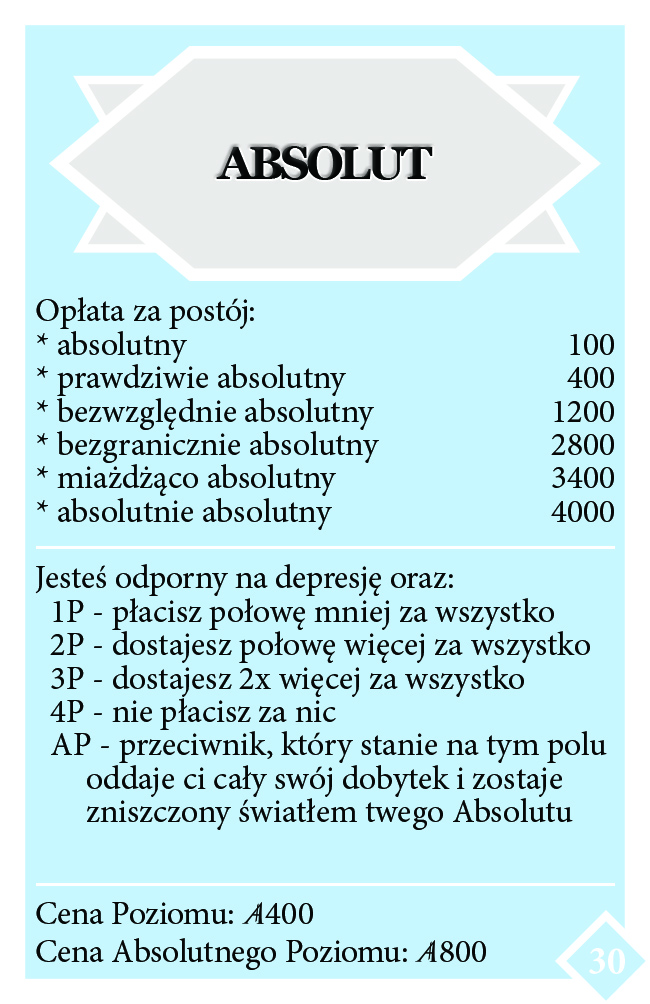 ABSOLUT
Opłata za postój:
* absolutny 100
* prawdziwie absolutny 400
* bezwzględnie absolutny 1200
* bezgranicznie absolutny 2800
* miażdżąco absolutny 3400
* absolutnie absolutny 4000
Jesteś odporny na depresję oraz:
1P - płacisz połowę mniej za wszystko
2P - dostajesz połowę więcej za wszystko
3P - dostajesz 2x więcej za wszystko
4P - nie płacisz za nic
AP - przeciwnik, który stanie na tym polu
oddaje ci cały swój dobytek i zostaje
zniszczony światłem twego Absolutu
Cena Poziomu: A400
Cena Absolutnego Poziomu: A800
30